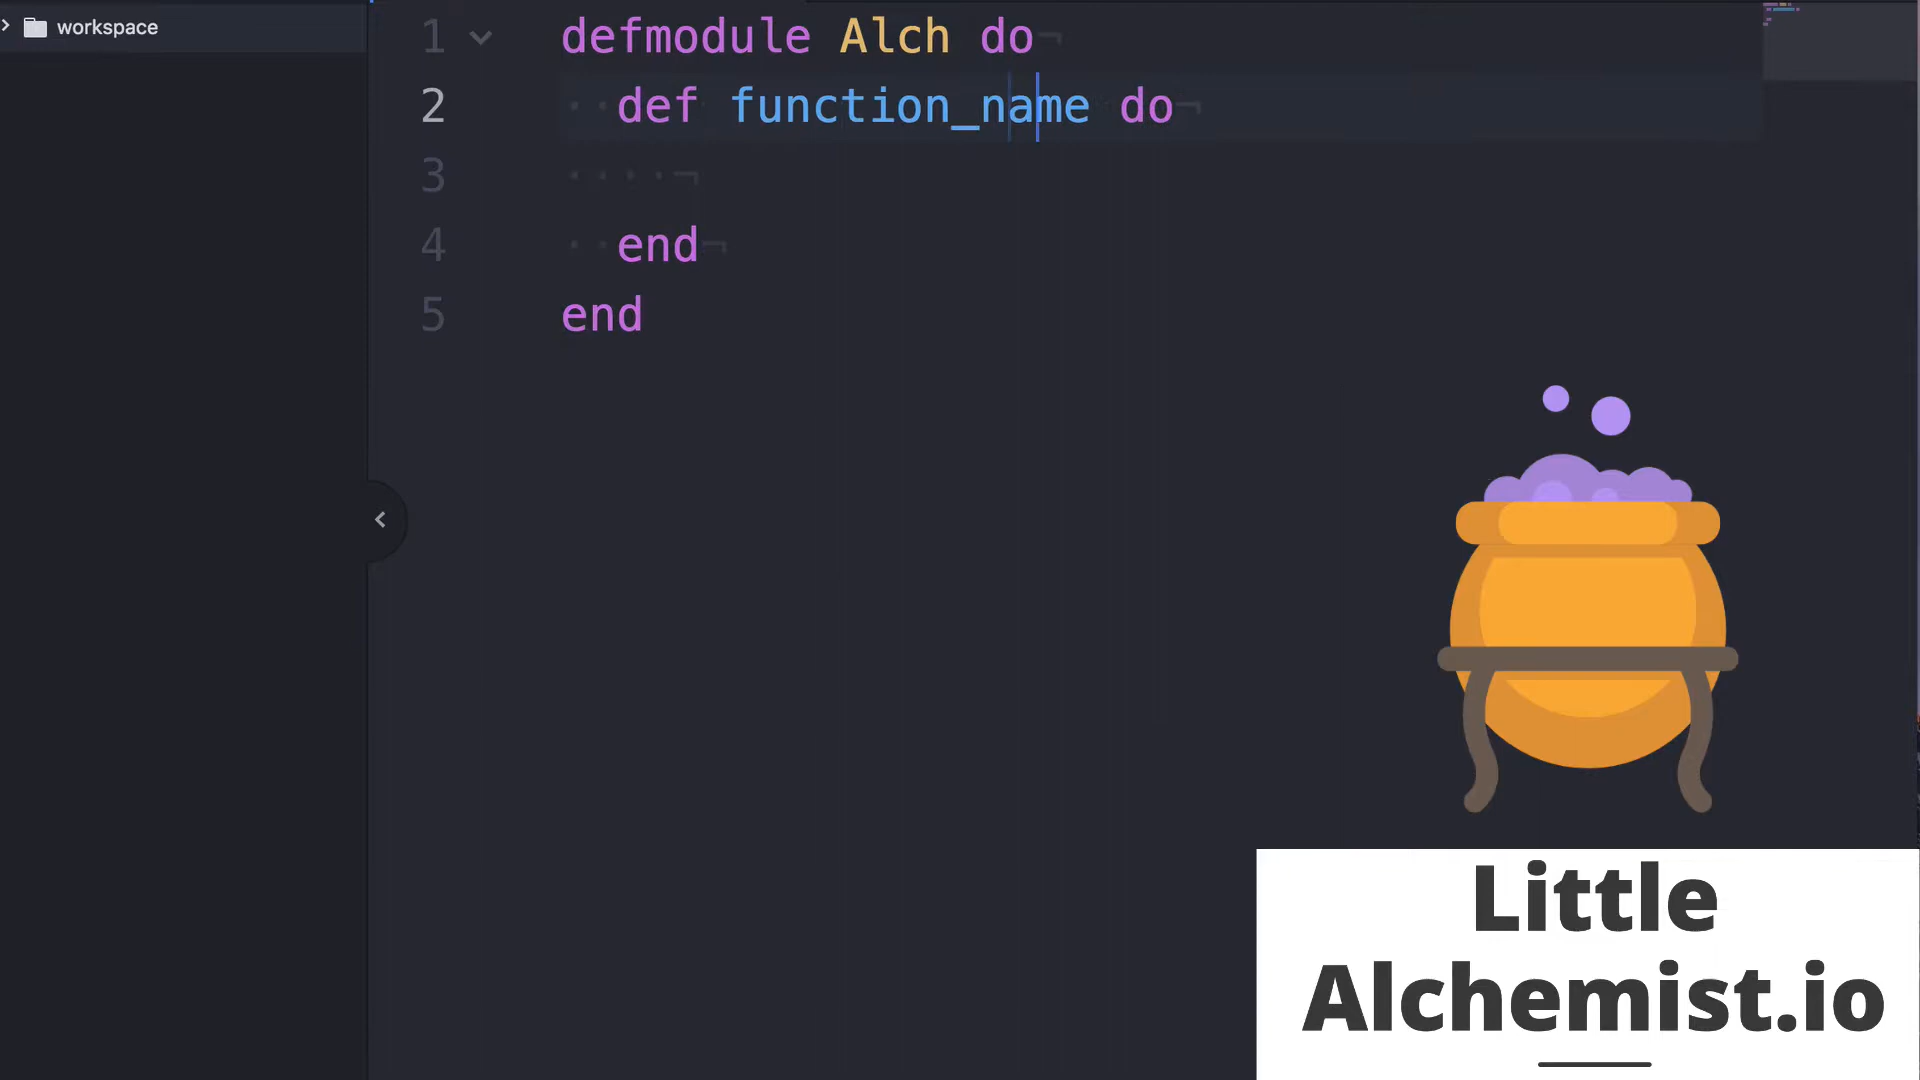 workspace
1 defmodule Alch do
2 def function_name do
3
4 end
5 end
Little
Alchemist.io